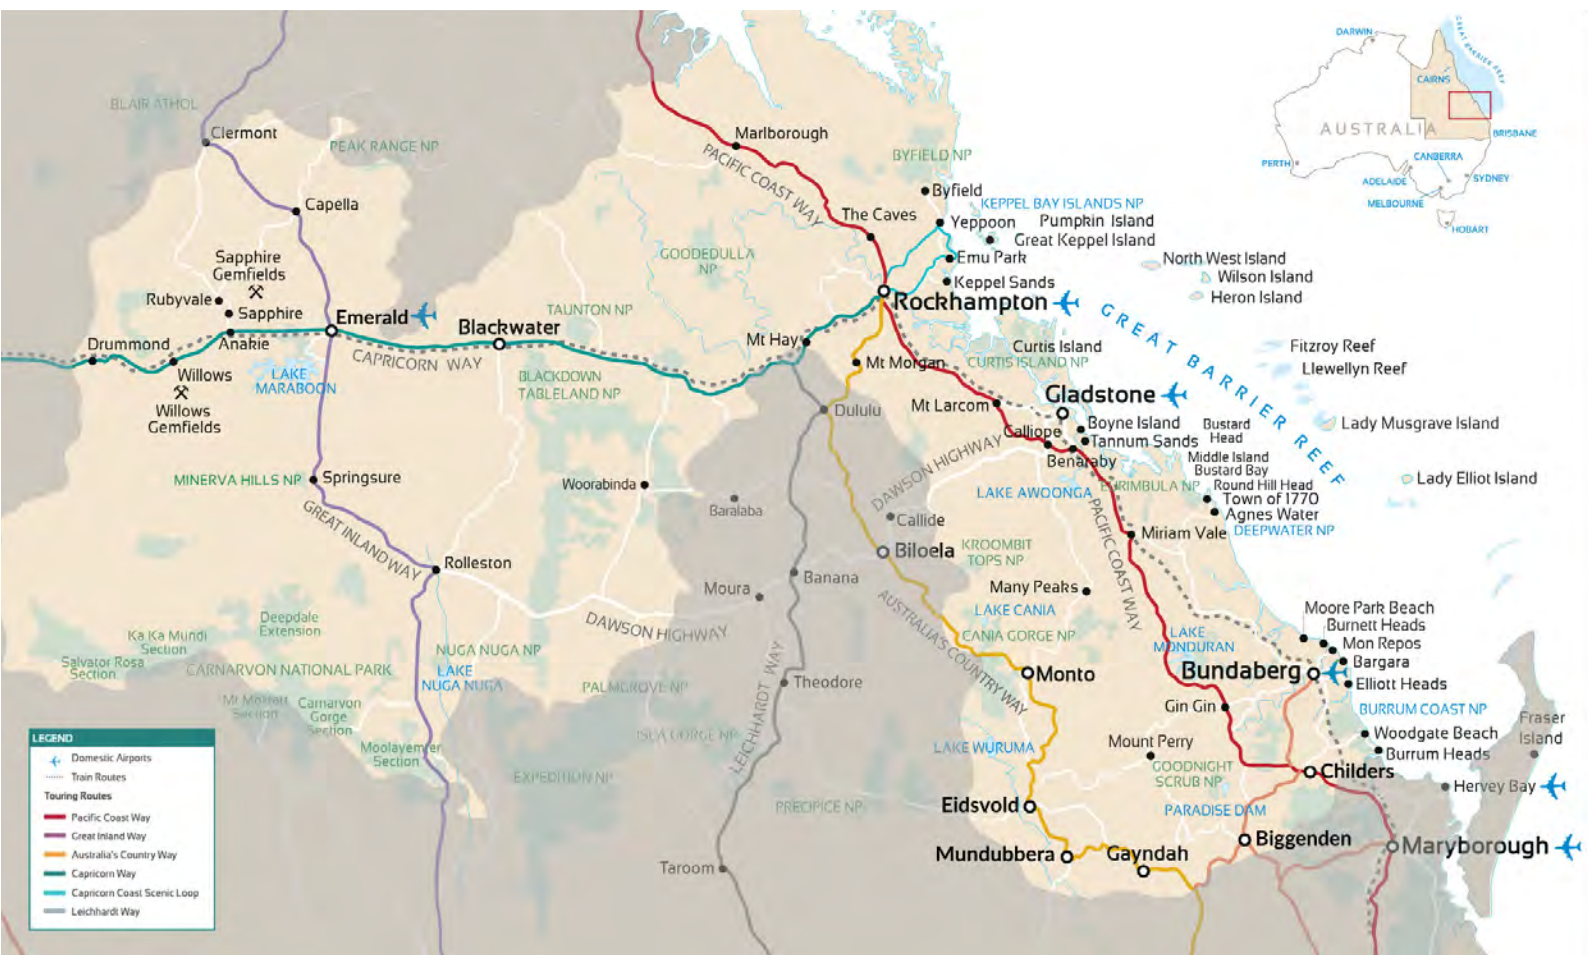 BLAIR ATHOL
Clermont
PEAK RANGE NP
Capella
Sapphire
Gemfields
Rubyvale
Sapphire
Emerald
Blackwater
Drummond
Anakie
CAPRICORN WAY
Willows
Willows
Gemfields
LAKE
MARABOON
MINERVA HILLS NP
Springsure
GREAT INLAND WAY
Rolleston
DAWSON HIGHWAY
Deepdale
Extension
Ka Ka Mundi
Section
Salvator Rosa
Section
CARNARVON NATIONAL PARK
NUGA NUGA NP
LAKE
NUGA NUGA
Mt Moffatt
Section
Carnarvon
Gorge
Section
Moolayember
Section
Marlborough
PACIFIC COAST WAY
BYFIELD NP
Byfield
KEPPEL BAY ISLANDS NP
The Caves
Yeppoon
Pumpkin Island
Great Keppel Island
Emu Park
Keppel Sands
GOODEDULLA
NP
TAUNTON NP
Rockhampton
North West Island
Wilson Island
Heron Island
GREAT BARRIER REEF
Mt Hay
Mt Morgan
BLACKDOWN
TABLELAND NP
Curtis Island
CURTIS ISLAND NP
Fitzroy Reef
Llewellyn Reef
Dululu
Mt Larcom
Gladstone
Calliope
Boyne Island
Tannum Sands
Benaraby
Bustard
Head
Middle Island
Bustard Bay
Round Hill Head
Town of 1770
Agnes Water
Lady Musgrave Island
Lady Elliot Island
DAWSON HIGHWAY
LAKE AWOONGA
EURIMBULA NP
DEEPWATER NP
Woorabinda
Baralaba
Callide
Biloela
KROOMBIT
TOPS NP
Miriam Vale
PACIFIC COAST WAY
Moura
Banana
Many Peaks
LAKE CANIA
CANIA GORGE NP
AUSTRALIA'S COUNTRY WAY
LAKE
MONDURAN
Moore Park Beach
Burnett Heads
Mon Repos
Bargara
Bundaberg
Elliott Heads
BURRUM COAST NP
PALMGROVE NP
LEICHHARDT WAY
Theodore
Monto
Gin Gin
ISLA GORGE NP
LAKE WURUMA
Mount Perry
GOODNIGHT
SCRUB NP
Woodgate Beach
Burrum Heads
Fraser
Island
EXPEDITION NP
PRECIPICE NP
Childers
Hervey Bay
Eidsvold
PARADISE DAM
Mundubbera
Gayndah
Biggenden
Maryborough
Taroom
LEGEND
Domestic Airports
Train Routes
Touring Routes
Pacific Coast Way
Great Inland Way
Australia's Country Way
Capricorn Way
Capricorn Coast Scenic Loop
Leichhardt Way
DARWIN
GREAT BARRIER REEF
CAIRNS
AUSTRALIA
BRISBANE
PERTH
CANBERRA
ADELAIDE
SYDNEY
MELBOURNE
HOBART